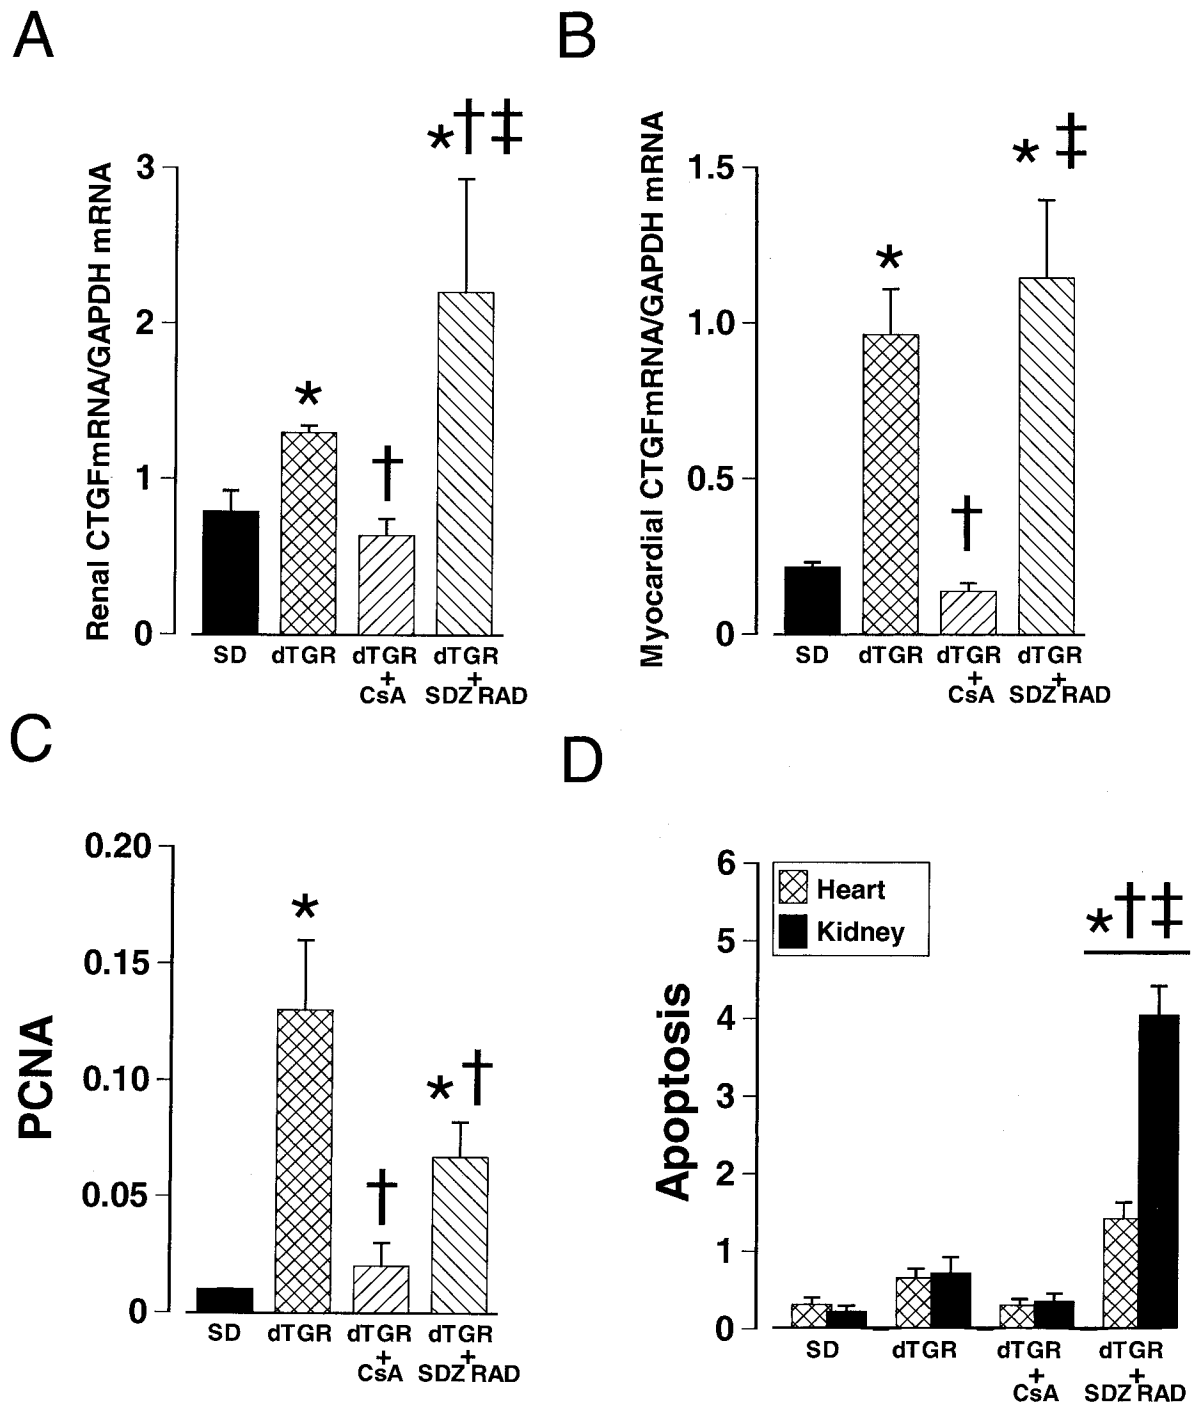 A
Renal CTGFmRNA/GAPDH mRNA
3
2
1
0
*†‡
*
†
SD dTGR dTGR dTGR
+ +
CsA SDZ RAD
B
Myocardial CTGFmRNA/GAPDH mRNA
1.5
1.0
0.5
0
* ‡
*
†
SD dTGR dTGR dTGR
+ +
CsA SDZ RAD
C
PCNA
0.20
0.15
0.10
0.05
0
*
* †
†
SD dTGR dTGR dTGR
+ +
CsA SDZ RAD
D
Apoptosis
6
5
4
3
2
1
0
Heart
Kidney
*†‡
SD dTGR dTGR dTGR
+ +
CsA SDZ RAD